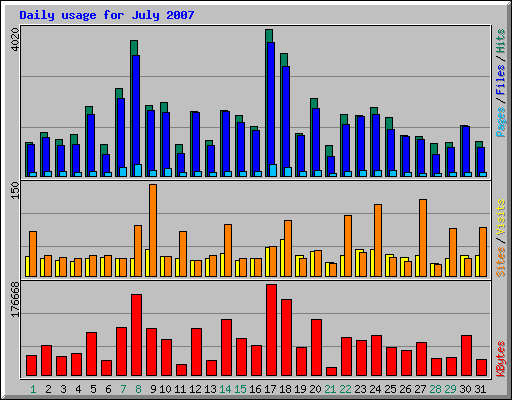 Daily usage for July 2007
4020
Pages / Files / Hits
150
Sites / Visits
176668
KBytes
1 2 3 4 5 6 7 8 9 10 11 12 13 14 15 16 17 18 19 20 21 22 23 24 25 26 27 28 29 30 31